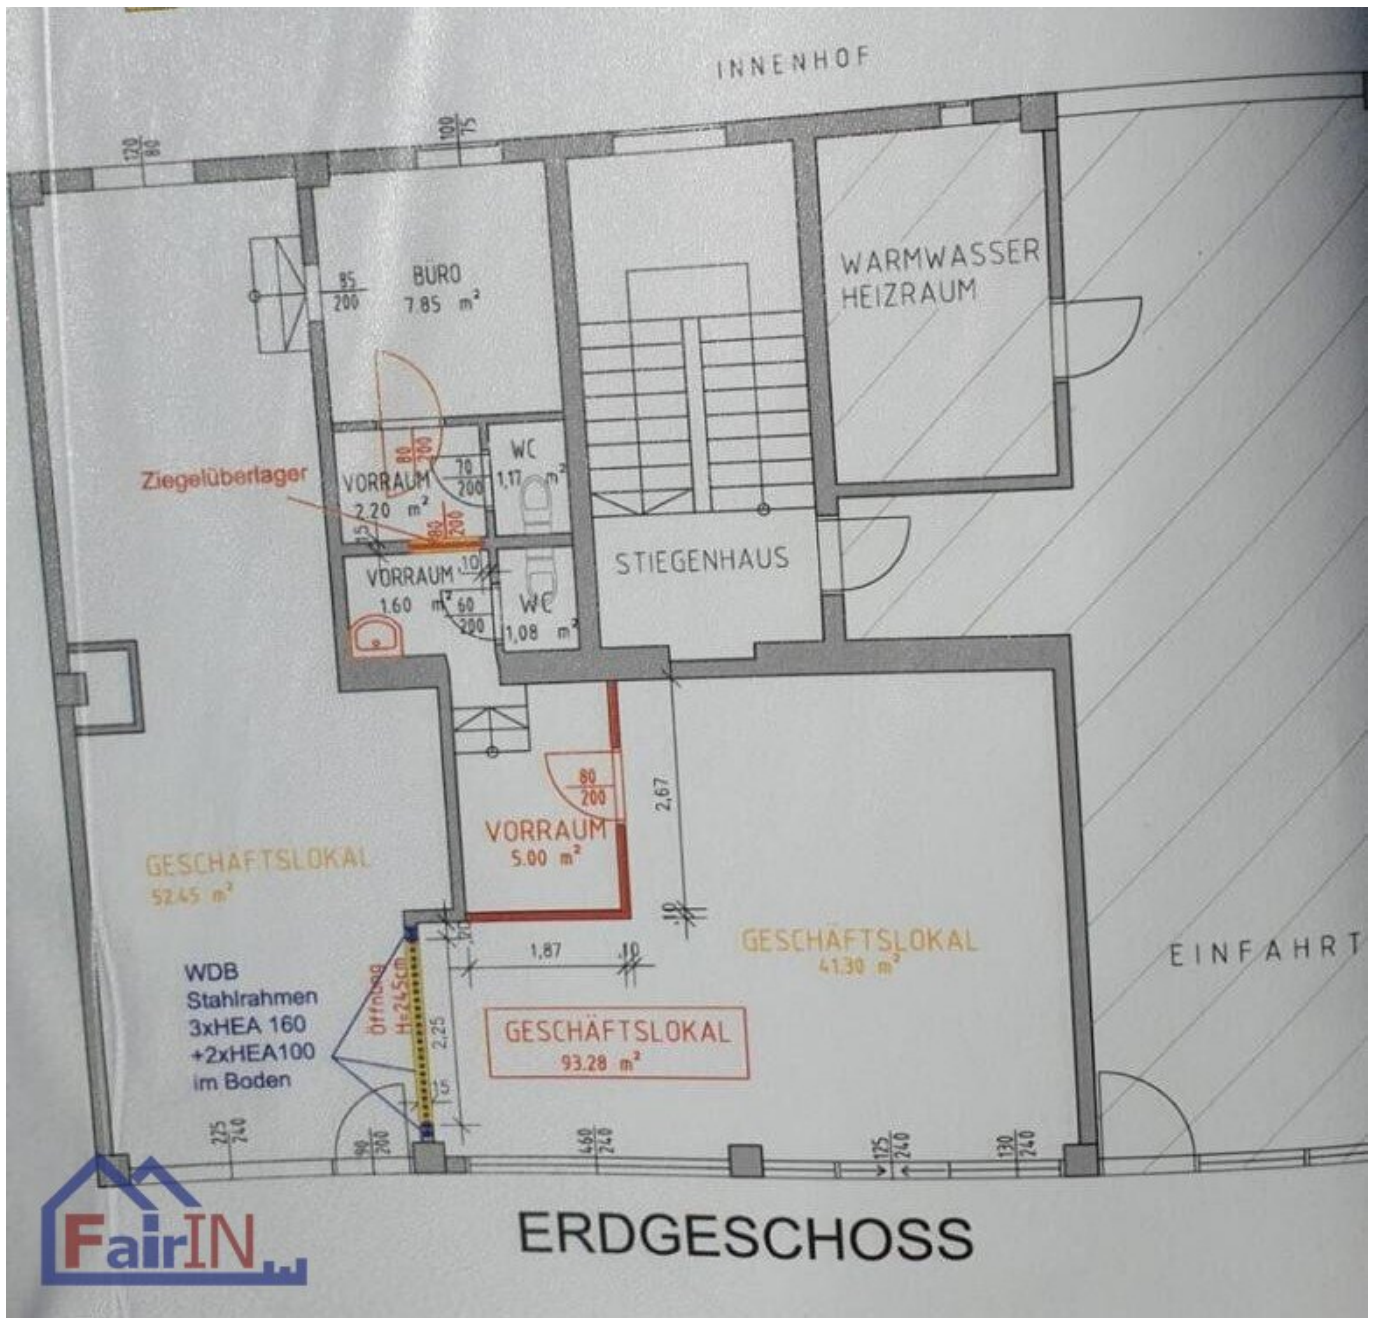 INNENHOF
120
80
100
75
WARMWASSER
HEIZRAUM
85
200
BÜRO
7.85 m²
80
200
WC
1,17 m²
70
200
Ziegelüberlager
VORRAUM
2.20 m²
15
80
200
STIEGENHAUS
VORRAUM
1.60 m²
10
60
200
WC
1,08 m²
2,67
80
200
VORRAUM
5.00 m²
GESCHÄFTSLOKAL
52.45 m²
.10
1,87
.10
GESCHÄFTSLOKAL
41.30 m²
EINFAHRT
WDB
Stahlrahmen
3xHEA 160
+2xHEA100
im Boden
Öffnung
H=245cm
2,25
15
GESCHÄFTSLOKAL
93.28 m²
225
240
90
200
460
240
125
240
130
240
ERDGESCHOSS
FairIN